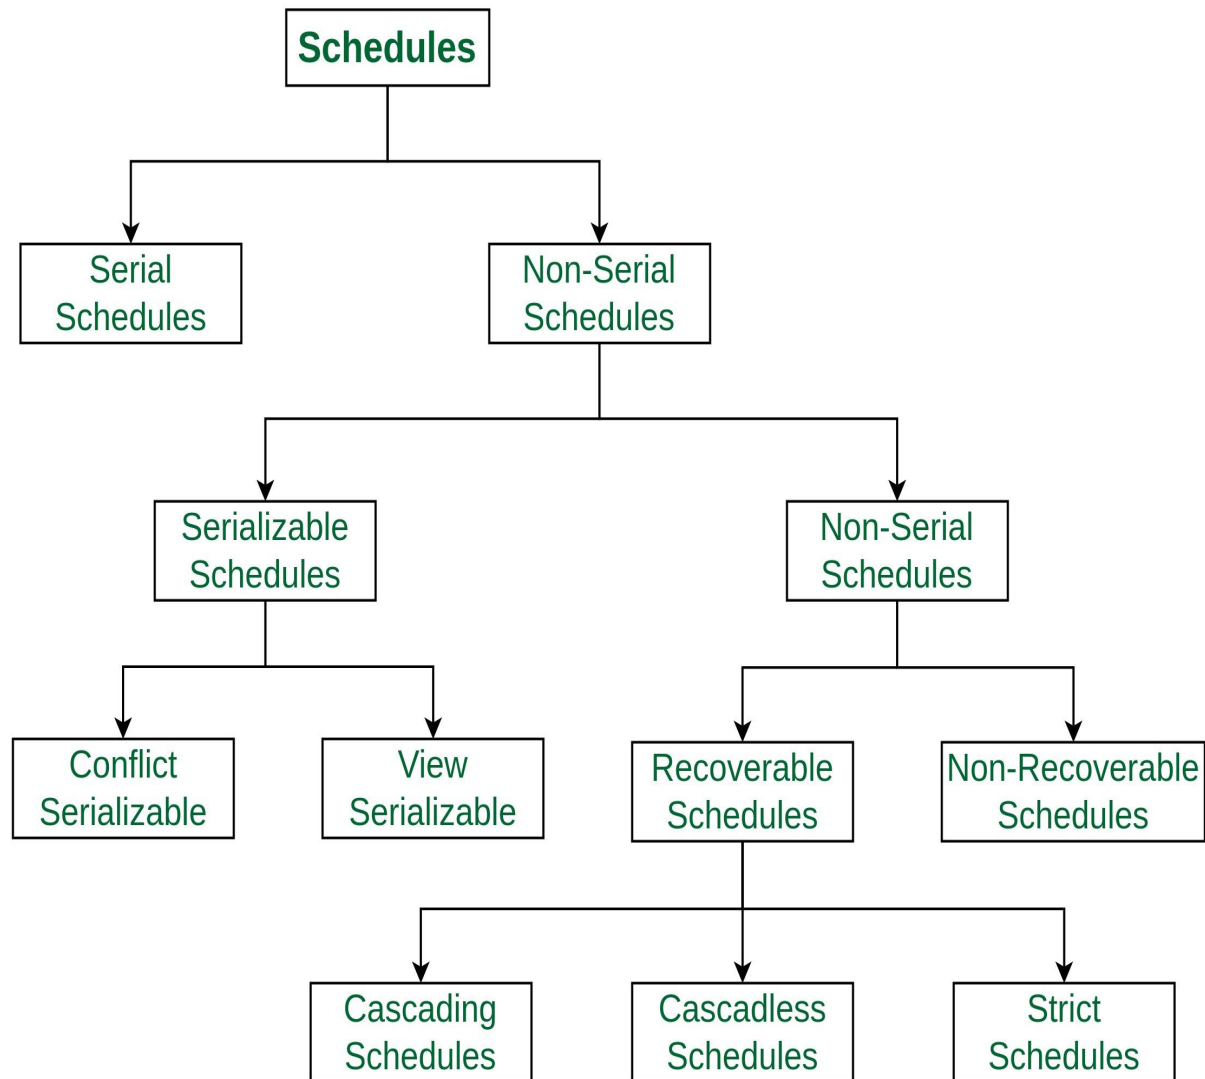 Schedules
Serial
Schedules
Non-Serial
Schedules
Serializable
Schedules
Non-Serial
Schedules
Conflict
Serializable
View
Serializable
Recoverable
Schedules
Non-Recoverable
Schedules
Cascading
Schedules
Cascadless
Schedules
Strict
Schedules